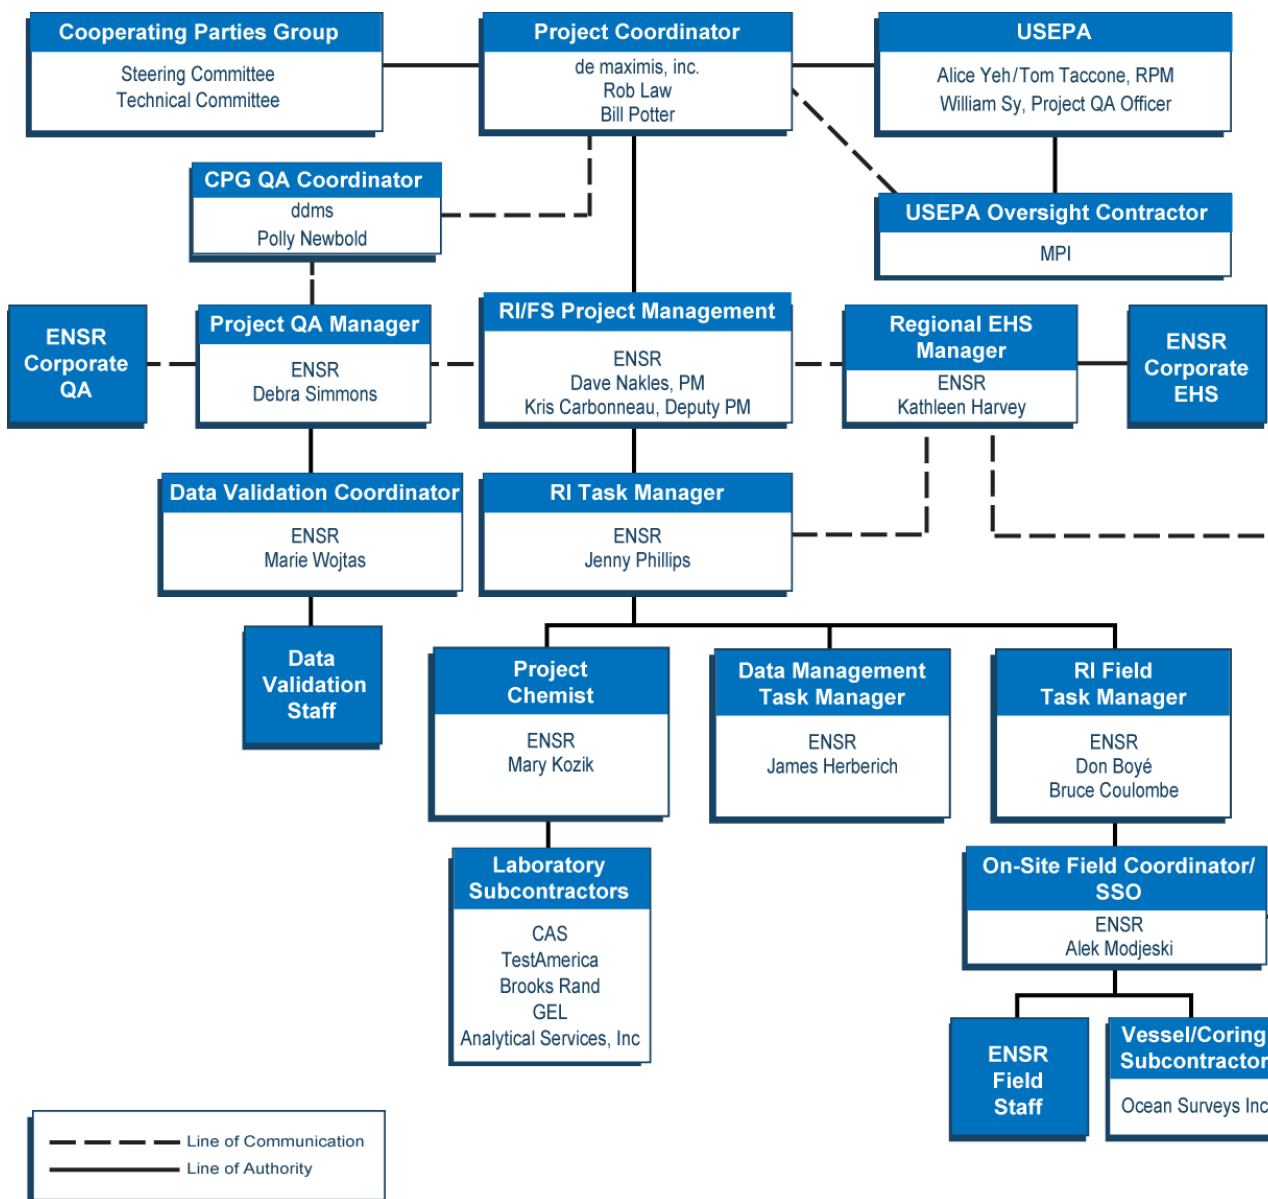 Cooperating Parties Group
Steering Committee
Technical Committee
Project Coordinator
de maximis, inc.
Rob Law
Bill Potter
USEPA
Alice Yeh/Tom Taccone, RPM
William Sy, Project QA Officer
CPG QA Coordinator
ddms
Polly Newbold
USEPA Oversight Contractor
MPI
ENSR
Corporate
QA
Project QA Manager
ENSR
Debra Simmons
RI/FS Project Management
ENSR
Dave Nakles, PM
Kris Carbonneau, Deputy PM
Regional EHS
Manager
ENSR
Kathleen Harvey
ENSR
Corporate
EHS
Data Validation Coordinator
ENSR
Marie Wojtas
RI Task Manager
ENSR
Jenny Phillips
Data
Validation
Staff
Project
Chemist
ENSR
Mary Kozik
Data Management
Task Manager
ENSR
James Herberich
RI Field
Task Manager
ENSR
Don Boyé
Bruce Coulombe
Laboratory
Subcontractors
CAS
TestAmerica
Brooks Rand
GEL
Analytical Services, Inc
On-Site Field Coordinator/
SSO
ENSR
Alek Modjeski
ENSR
Field
Staff
Vessel/Coring
Subcontractor
Ocean Surveys Inc
Line of Communication
Line of Authority